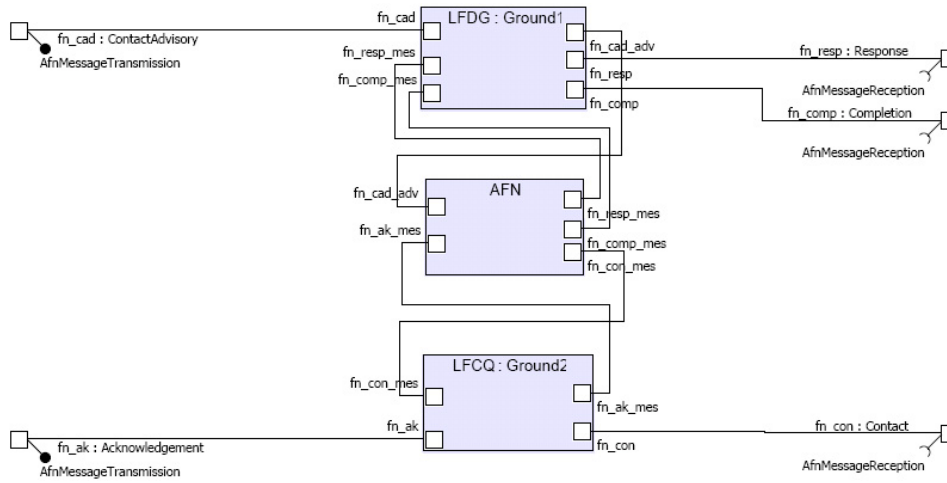 fn_cad
LFDG : Ground1
fn_cad : ContactAdvisory
fn_cad_adv
fn_resp : Response
fn_resp_mes
AfnMessageTransmission
fn_resp
AfnMessageReception
fn_comp_mes
fn_comp
fn_comp : Completion
AfnMessageReception
AFN
fn_cad_adv
fn_resp_mes
fn_ak_mes
fn_comp_mes
fn_con_mes
LFCQ : Ground2
fn_con_mes
fn_ak_mes
fn_ak
fn_con : Contact
fn_ak : Acknowledgement
fn_con
AfnMessageTransmission
AfnMessageReception